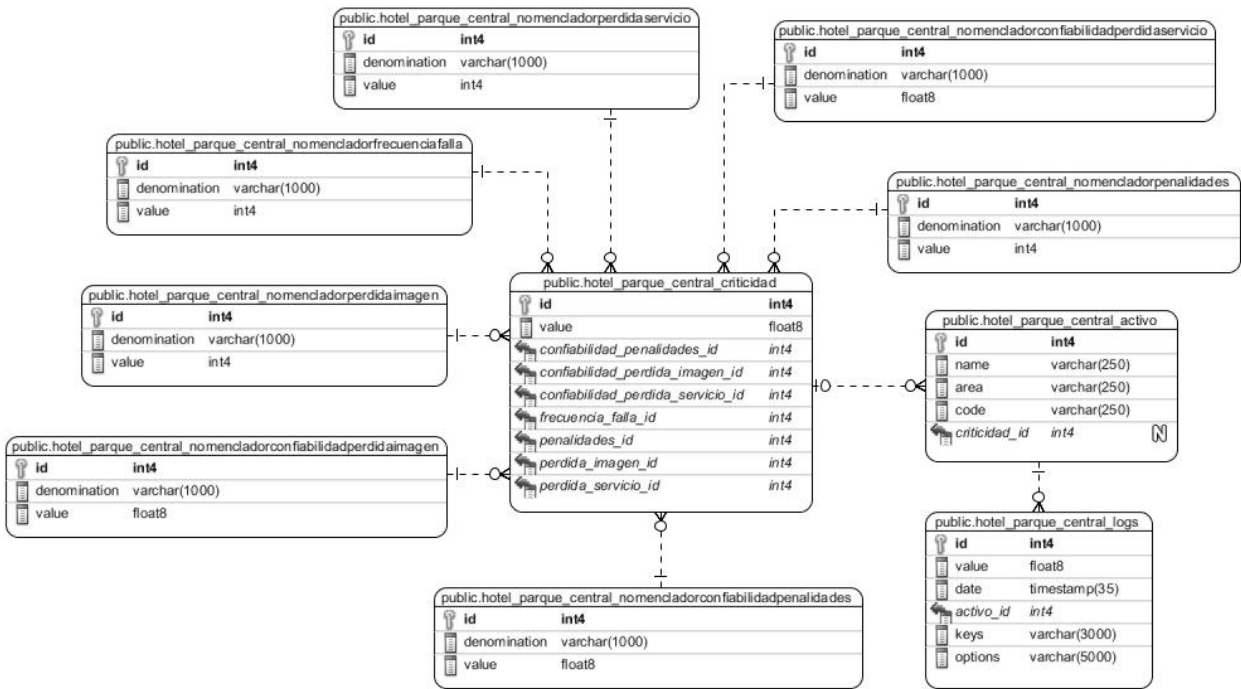 public.hotel_parque_central_nomencladorperdidaservicio
id int4
denomination varchar(1000)
value int4
public.hotel_parque_central_nomencladorconfiabilidadperdidaservicio
id int4
denomination varchar(1000)
value float8
public.hotel_parque_central_nomencladorfrecuenciafalla
id int4
denomination varchar(1000)
value int4
public.hotel_parque_central_nomencladorpenalidades
id int4
denomination varchar(1000)
value int4
public.hotel_parque_central_nomencladorperdidaimagen
id int4
denomination varchar(1000)
value int4
public.hotel_parque_central_criticidad
id int4
value float8
confiabilidad_penalidades_id int4
confiabilidad_perdida_imagen_id int4
confiabilidad_perdida_servicio_id int4
frecuencia_falla_id int4
penalidades_id int4
perdida_imagen_id int4
perdida_servicio_id int4
public.hotel_parque_central_activo
id int4
name varchar(250)
area varchar(250)
code varchar(250)
criticidad_id int4 N
public.hotel_parque_central_nomencladorconfiabilidadperdidaimagen
id int4
denomination varchar(1000)
value float8
public.hotel_parque_central_logs
id int4
value float8
date timestamp(35)
activo_id int4
keys varchar(3000)
options varchar(5000)
public.hotel_parque_central_nomencladorconfiabilidadpenalidades
id int4
denomination varchar(1000)
value float8